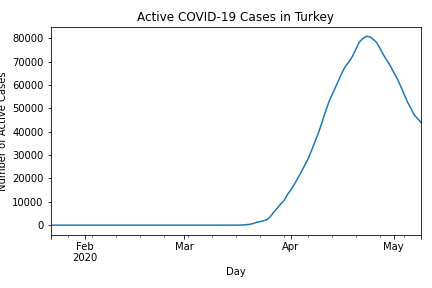 Active COVID-19 Cases in Turkey
Number of Active Cases
80000
70000
60000
50000
40000
30000
20000
10000
0
Feb Mar Apr May
2020
Day